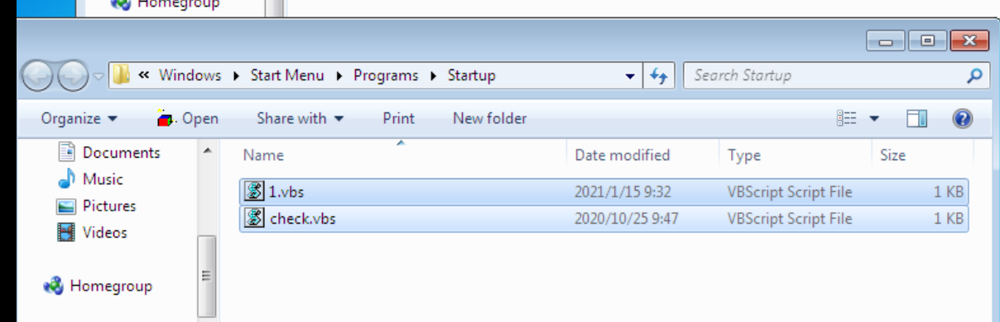 Homegroup
« Windows Start Menu Programs Startup Search Startup
Organize Open Share with Print New folder
Documents
Music
Pictures
Videos
Homegroup
Name Date modified Type Size
1.vbs 2021/1/15 9:32 VBScript Script File 1 KB
check.vbs 2020/10/25 9:47 VBScript Script File 1 KB